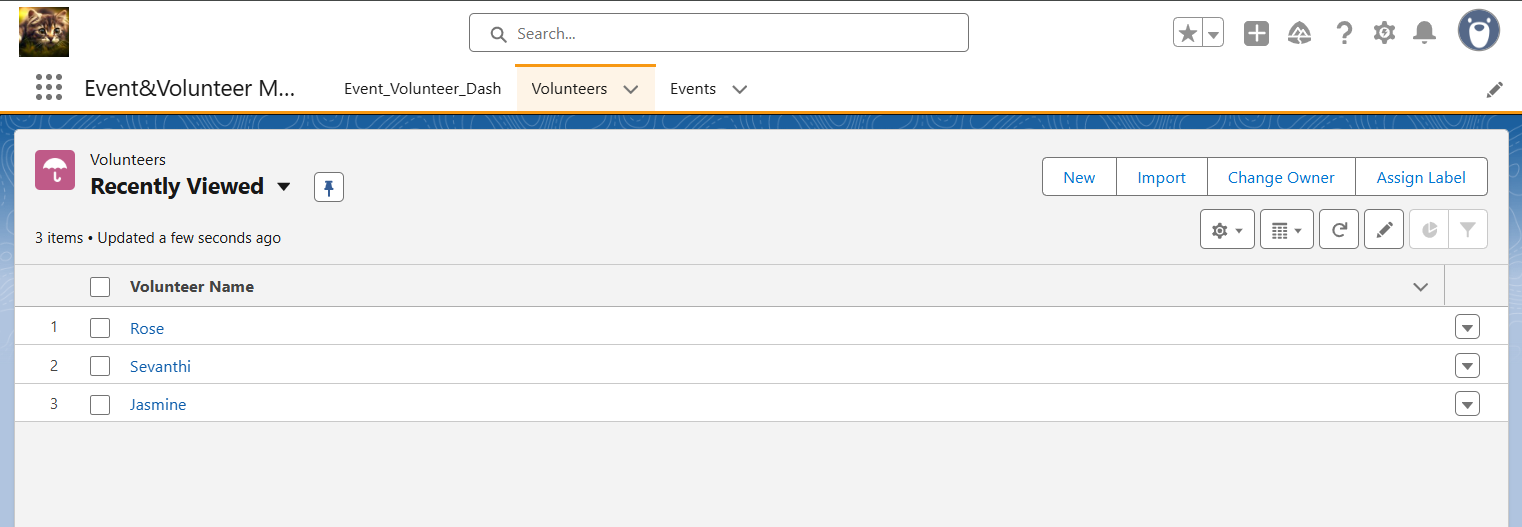 Search...
Event&Volunteer M...
Event_Volunteer_Dash
Volunteers
Events
Volunteers
Recently Viewed
New
Import
Change Owner
Assign Label
3 items • Updated a few seconds ago
Volunteer Name
1 Rose
2 Sevanthi
3 Jasmine